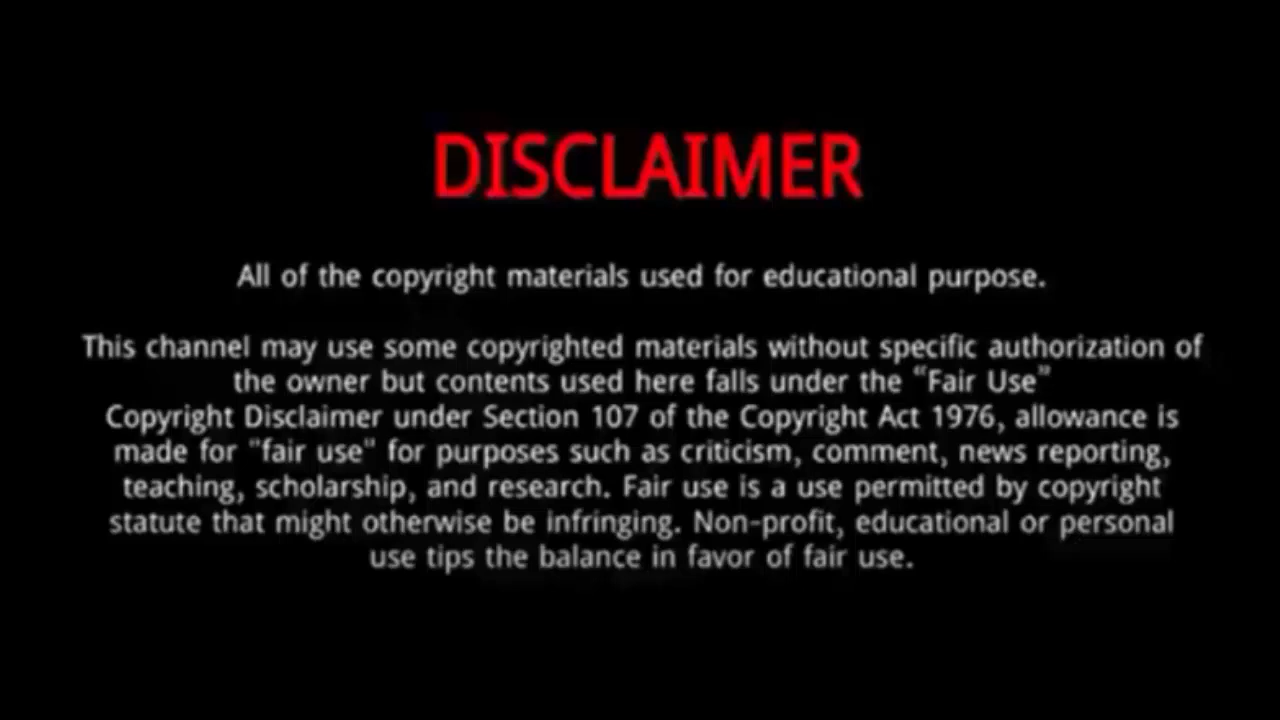 DISCLAIMER
All of the copyright materials used for educational purpose.
This channel may use some copyrighted materials without specific authorization of
the owner but contents used here falls under the “Fair Use”
Copyright Disclaimer under Section 107 of the Copyright Act 1976, allowance is
made for "fair use" for purposes such as criticism, comment, news reporting,
teaching, scholarship, and research. Fair use is a use permitted by copyright
statute that might otherwise be infringing. Non-profit, educational or personal
use tips the balance in favor of fair use.